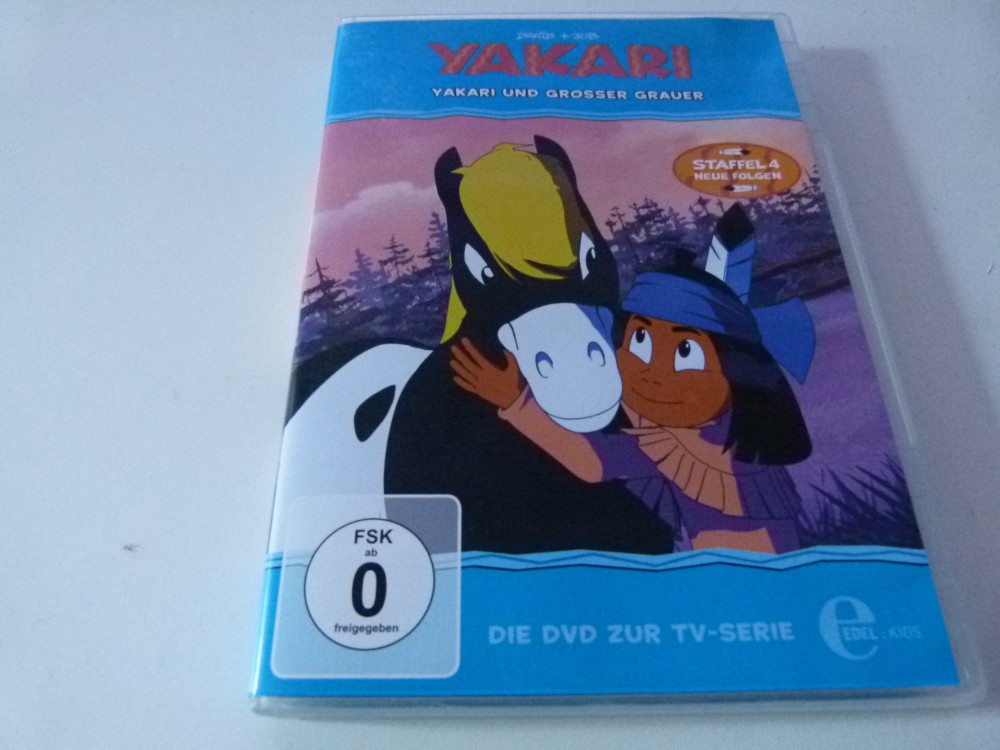 YAKARI
YAKARI UND GROSSER GRAUER
STAFFEL 4
NEUE FOLGEN
FSK
ab
0
freigegeben
DIE DVD ZUR TV-SERIE
e
EDEL:KIDS